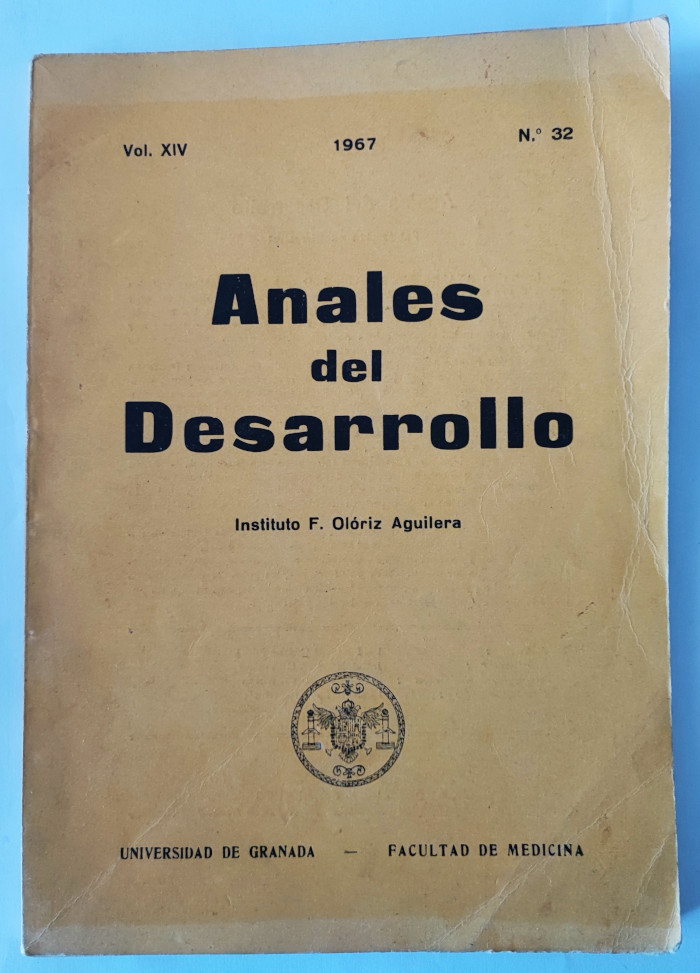 Vol. XIV 1967 N.° 32
Anales
del
Desarrollo
Instituto F. Olóriz Aguilera
UNIVERSIDAD DE GRANADA — FACULTAD DE MEDICINA